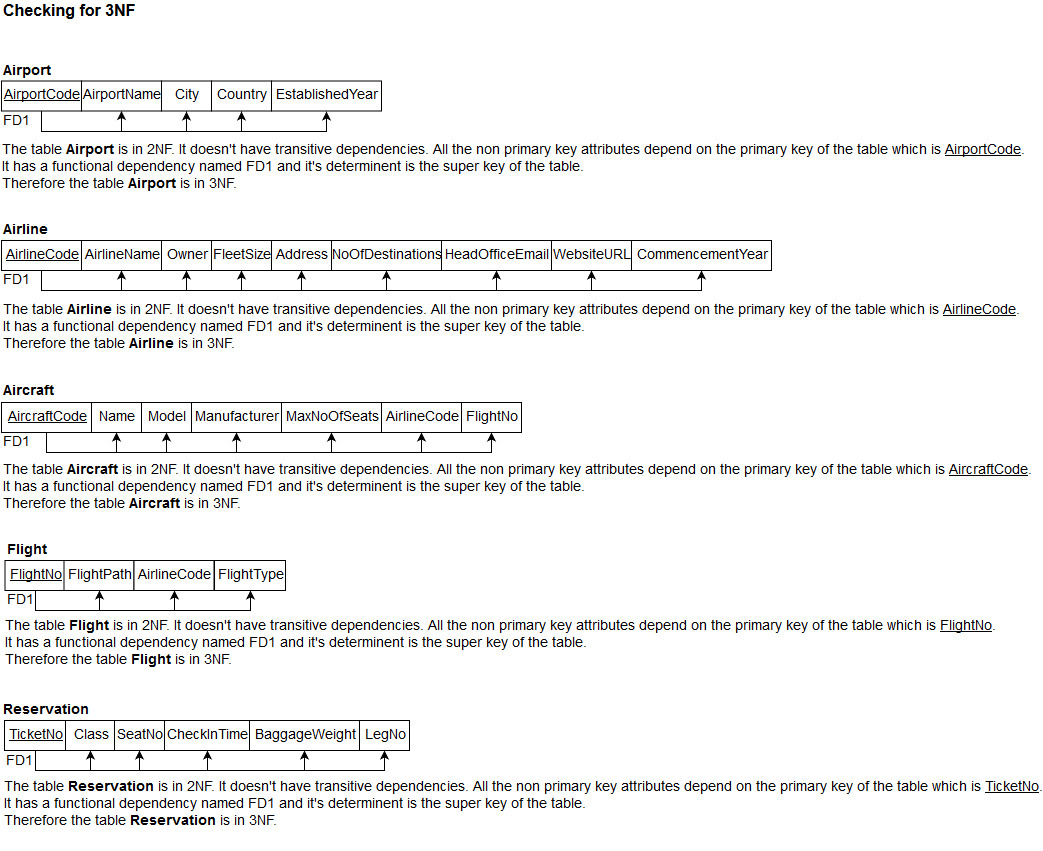 Checking for 3NF
Airport
AirportCode AirportName City Country EstablishedYear
FD1
The table Airport is in 2NF. It doesn't have transitive dependencies. All the non primary key attributes depend on the primary key of the table which is AirportCode.
It has a functional dependency named FD1 and it's determinent is the super key of the table.
Therefore the table Airport is in 3NF.
Airline
AirlineCode AirlineName Owner FleetSize Address NoOfDestinations HeadOfficeEmail WebsiteURL CommencementYear
FD1
The table Airline is in 2NF. It doesn't have transitive dependencies. All the non primary key attributes depend on the primary key of the table which is AirlineCode.
It has a functional dependency named FD1 and it's determinent is the super key of the table.
Therefore the table Airline is in 3NF.
Aircraft
AircraftCode Name Model Manufacturer MaxNoOfSeats AirlineCode FlightNo
FD1
The table Aircraft is in 2NF. It doesn't have transitive dependencies. All the non primary key attributes depend on the primary key of the table which is AircraftCode.
It has a functional dependency named FD1 and it's determinent is the super key of the table.
Therefore the table Aircraft is in 3NF.
Flight
FlightNo FlightPath AirlineCode FlightType
FD1
The table Flight is in 2NF. It doesn't have transitive dependencies. All the non primary key attributes depend on the primary key of the table which is FlightNo.
It has a functional dependency named FD1 and it's determinent is the super key of the table.
Therefore the table Flight is in 3NF.
Reservation
TicketNo Class SeatNo CheckInTime BaggageWeight LegNo
FD1
The table Reservation is in 2NF. It doesn't have transitive dependencies. All the non primary key attributes depend on the primary key of the table which is TicketNo.
It has a functional dependency named FD1 and it's determinent is the super key of the table.
Therefore the table Reservation is in 3NF.